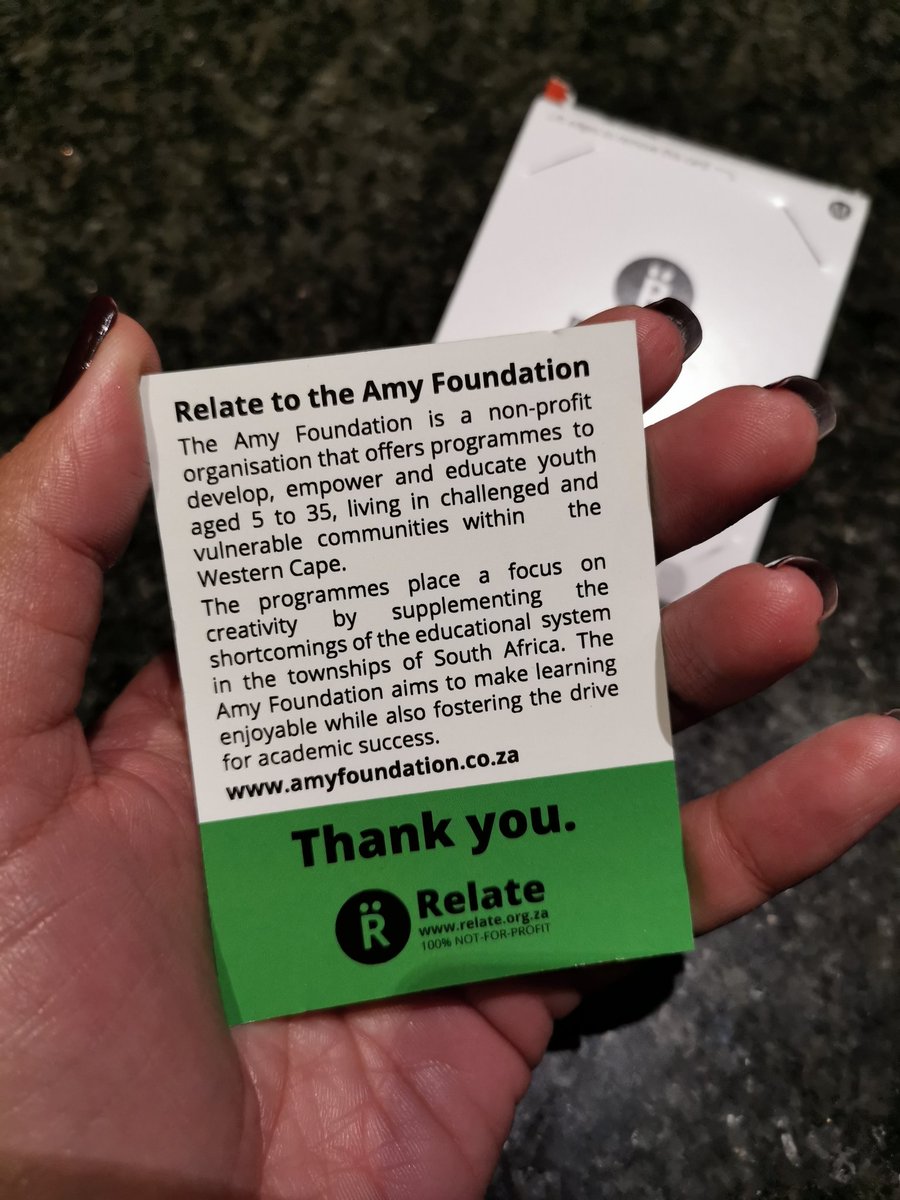 Relate to the Amy Foundation
The Amy Foundation is a non-profit
organisation that offers programmes to
develop, empower and educate youth
aged 5 to 35, living in challenged and
vulnerable communities within the
Western Cape.
The programmes place a focus on
creativity by supplementing the
shortcomings of the educational system
in the townships of South Africa. The
Amy Foundation aims to make learning
enjoyable while also fostering the drive
for academic success.
www.amyfoundation.co.za
Thank you.
R̈ Relate
www.relate.org.za
100% NOT-FOR-PROFIT